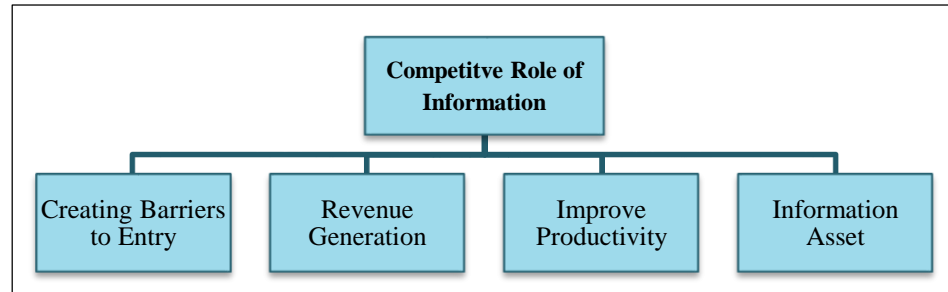 Competitve Role of
Information
Creating Barriers
to Entry
Revenue
Generation
Improve
Productivity
Information
Asset